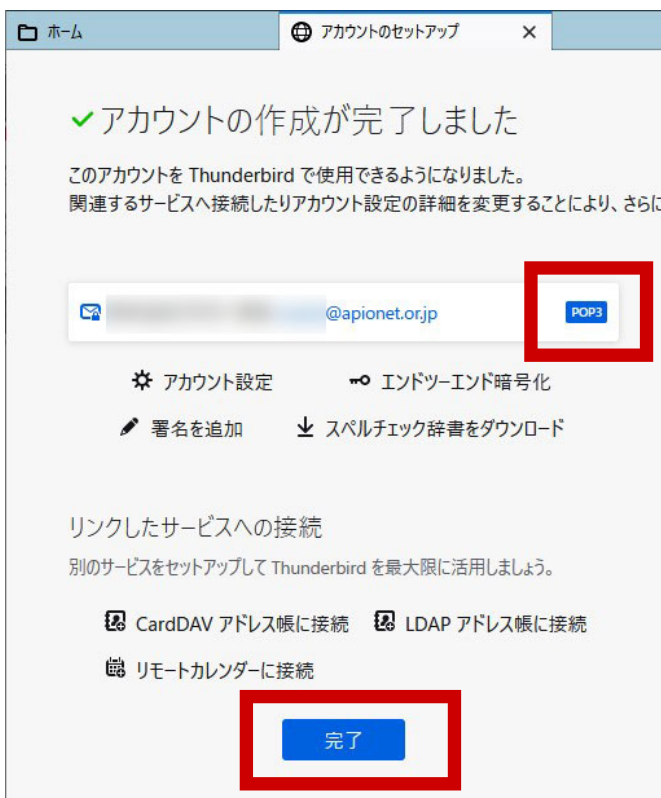 ホーム
アカウントのセットアップ
アカウントの作成が完了しました
このアカウントを Thunderbird で使用できるようになりました。
関連するサービスへ接続したりアカウント設定の詳細を変更することにより、さらに
@apionet.or.jp
POP3
アカウント設定
エンドツーエンド暗号化
署名を追加
スペルチェック辞書をダウンロード
リンクしたサービスへの接続
別のサービスをセットアップして Thunderbird を最大限に活用しましょう。
CardDAV アドレス帳に接続
LDAP アドレス帳に接続
リモートカレンダーに接続
完了